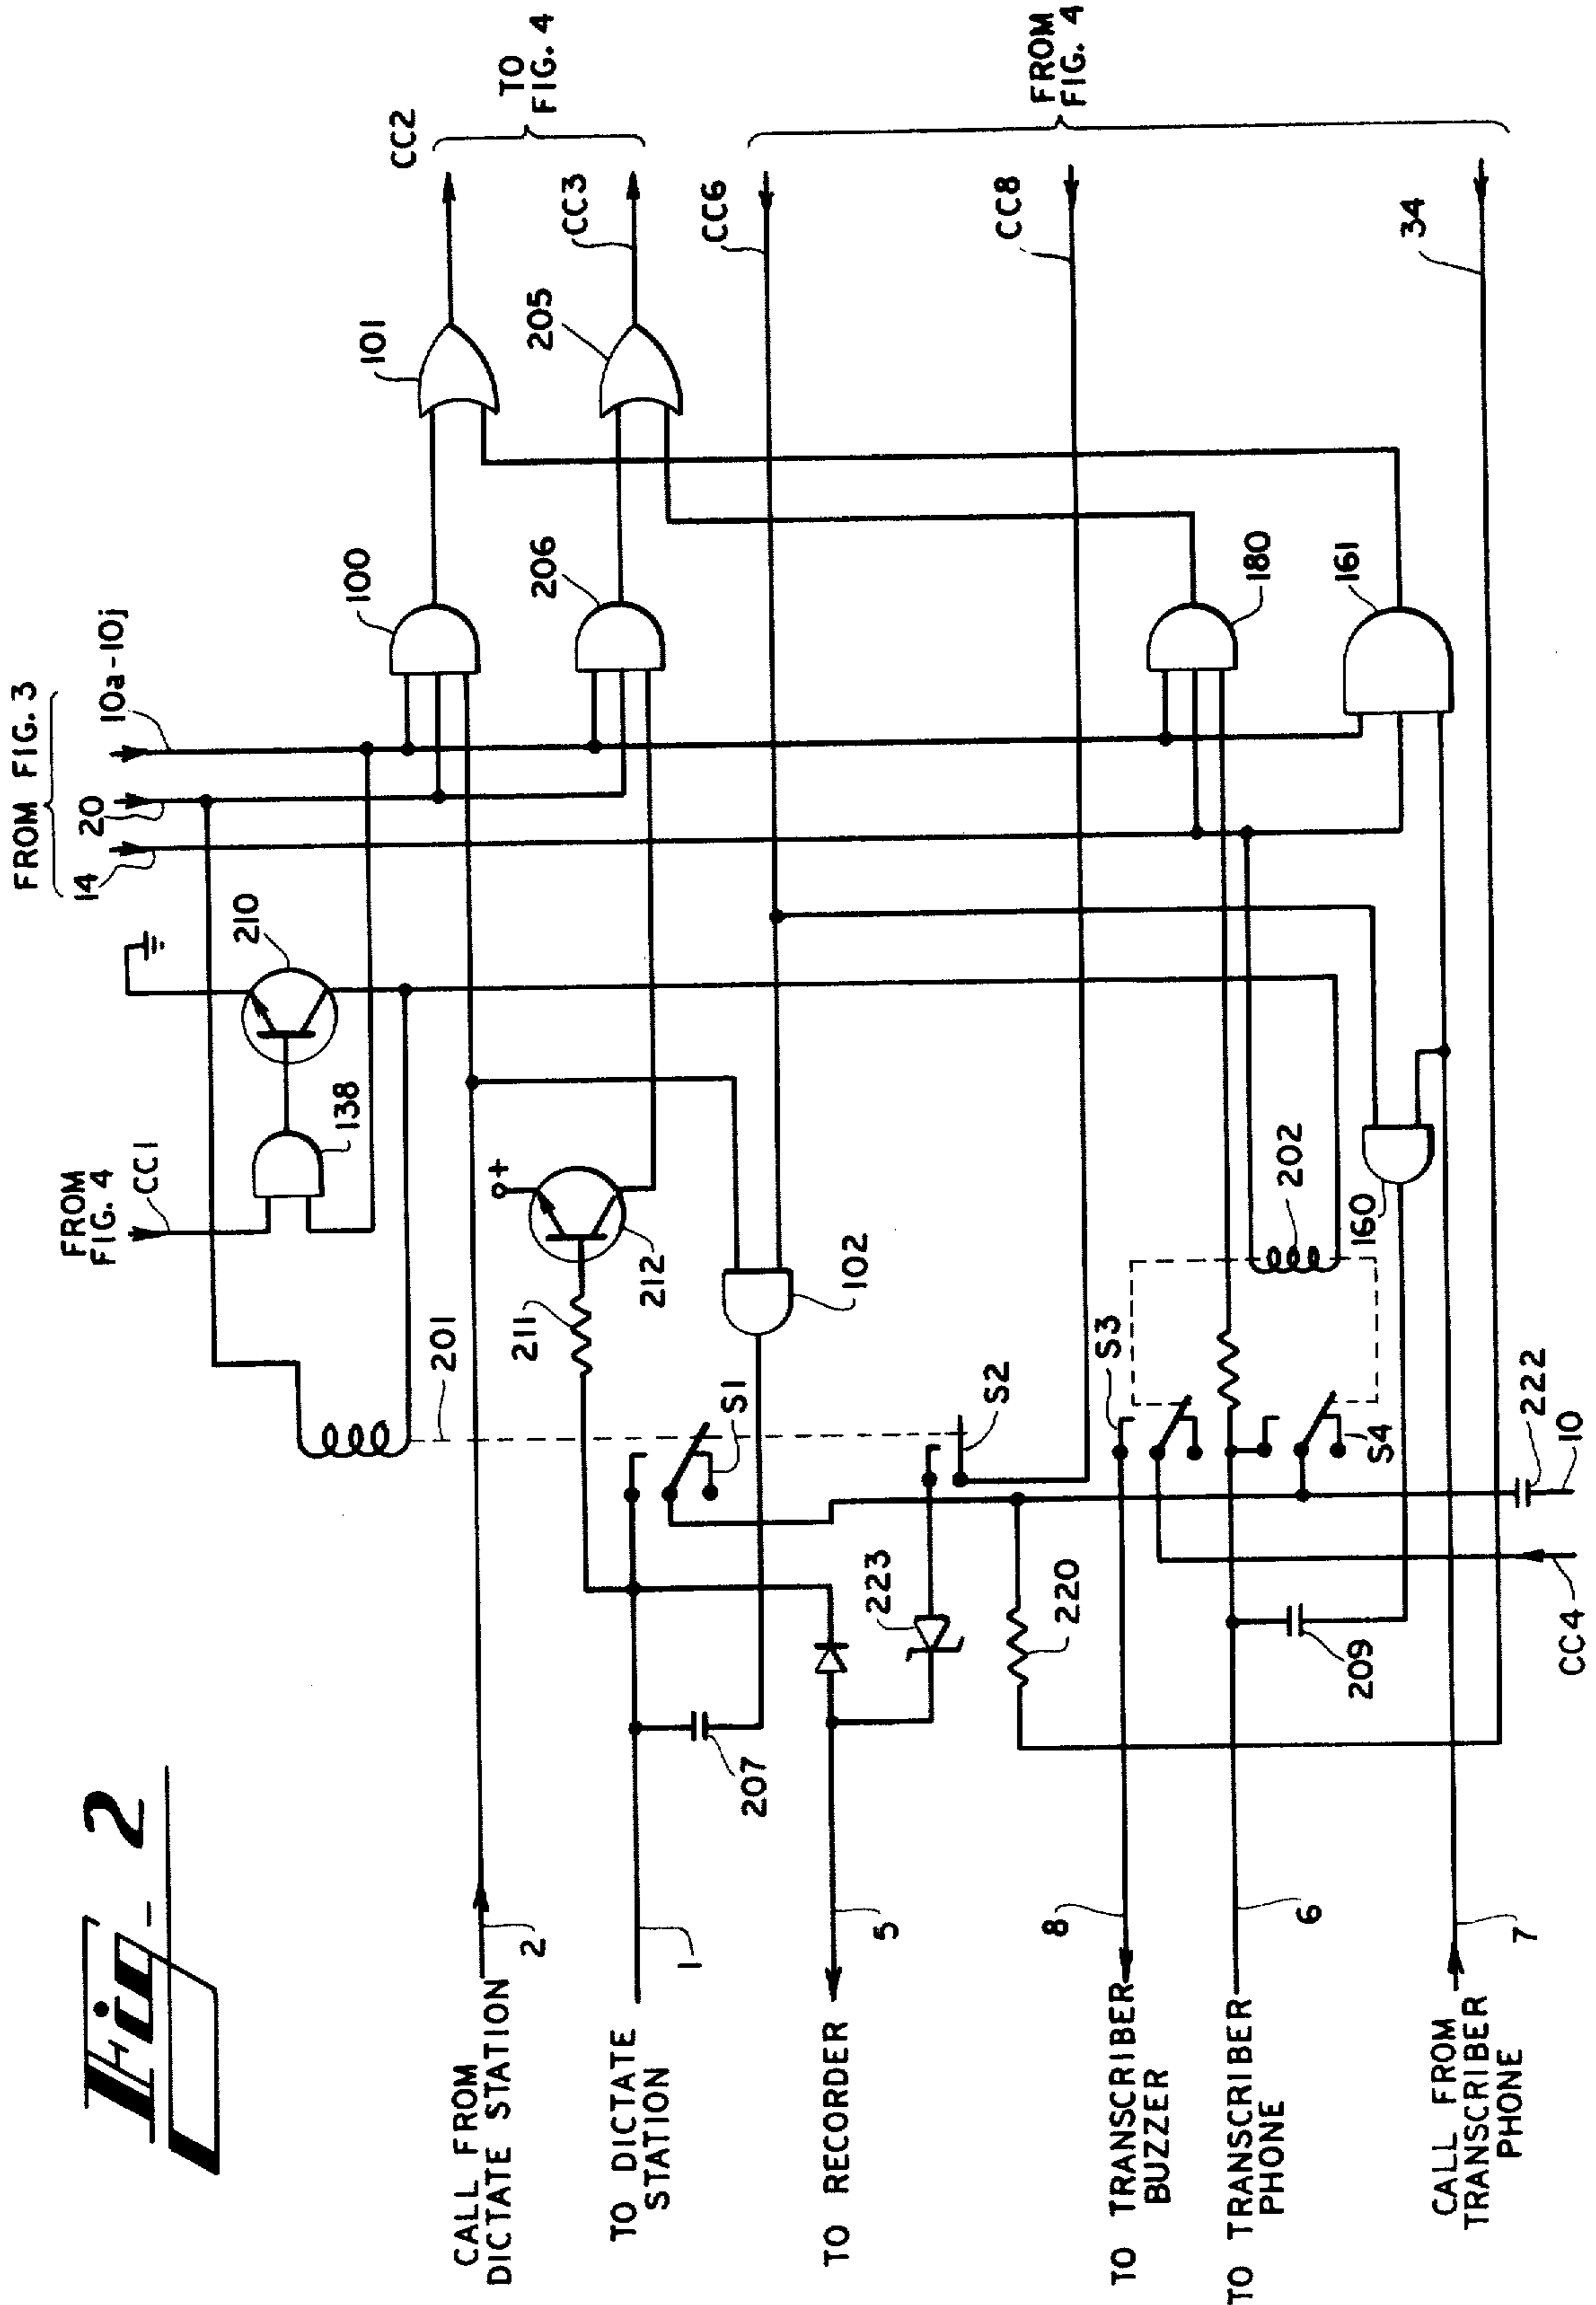 Fig_ 2
FROM FIG. 3
14
20
10a-10j
FROM
FIG. 4
CC1
138
210
100
101
CC2
TO
FIG. 4
201
206
205
CC3
211
212
CC6
FROM
FIG. 4
102
S1
CC8
S2
34
CALL FROM
DICTATE STATION
2
TO DICTATE
STATION
1
207
TO RECORDER
5
223
220
S3
180
202
161
160
TO TRANSCRIBER
BUZZER
8
TO TRANSCRIBER
PHONE
6
209
S4
CALL FROM
TRANSCRIBER
PHONE
7
CC4
10
222